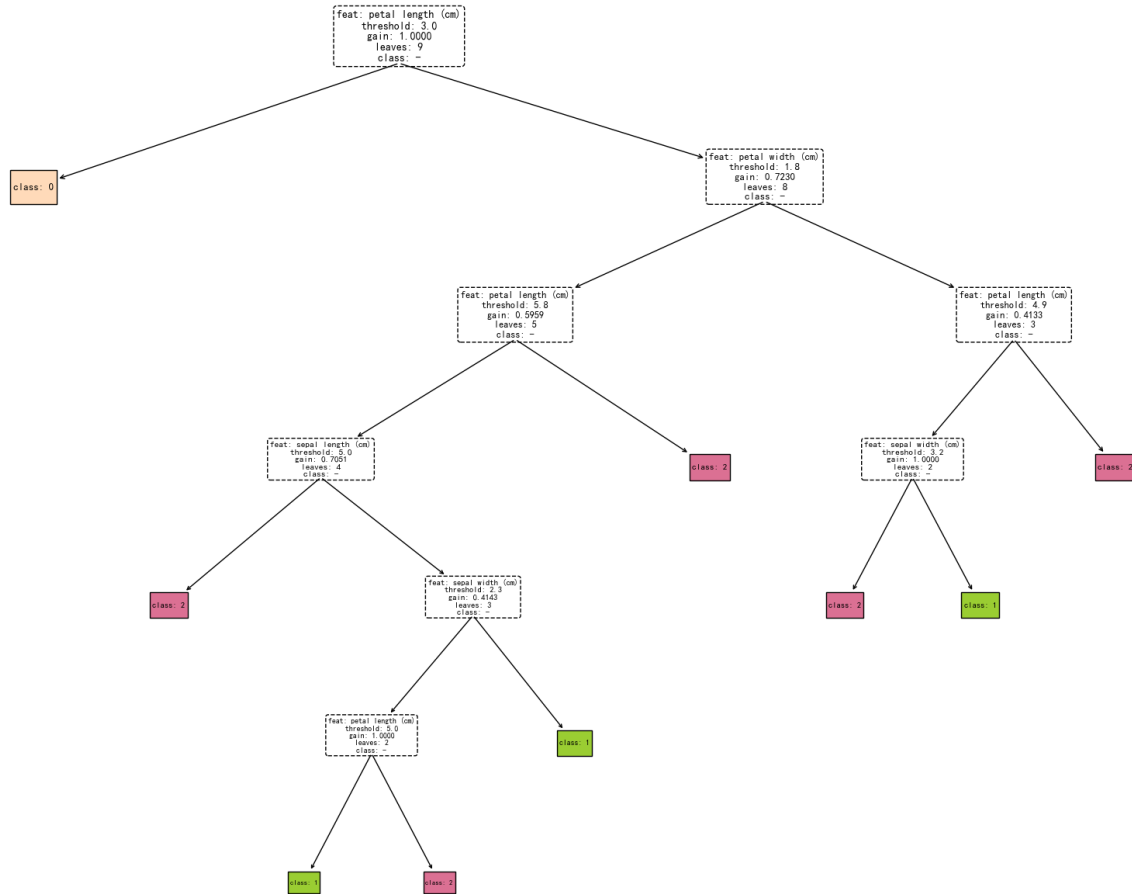 feat: petal length (cm)
threshold: 3.0
gain: 1.0000
leaves: 9
class: -
class: 0
feat: petal width (cm)
threshold: 1.8
gain: 0.7230
leaves: 8
class: -
feat: petal length (cm)
threshold: 5.8
gain: 0.5959
leaves: 5
class: -
feat: petal length (cm)
threshold: 4.9
gain: 0.4133
leaves: 3
class: -
feat: sepal length (cm)
threshold: 5.0
gain: 0.7051
leaves: 4
class: -
class: 2
feat: sepal width (cm)
threshold: 3.2
gain: 1.0000
leaves: 2
class: -
class: 2
class: 2
feat: sepal width (cm)
threshold: 2.3
gain: 0.4143
leaves: 3
class: -
class: 2
class: 1
feat: petal length (cm)
threshold: 5.0
gain: 1.0000
leaves: 2
class: -
class: 1
class: 1
class: 2